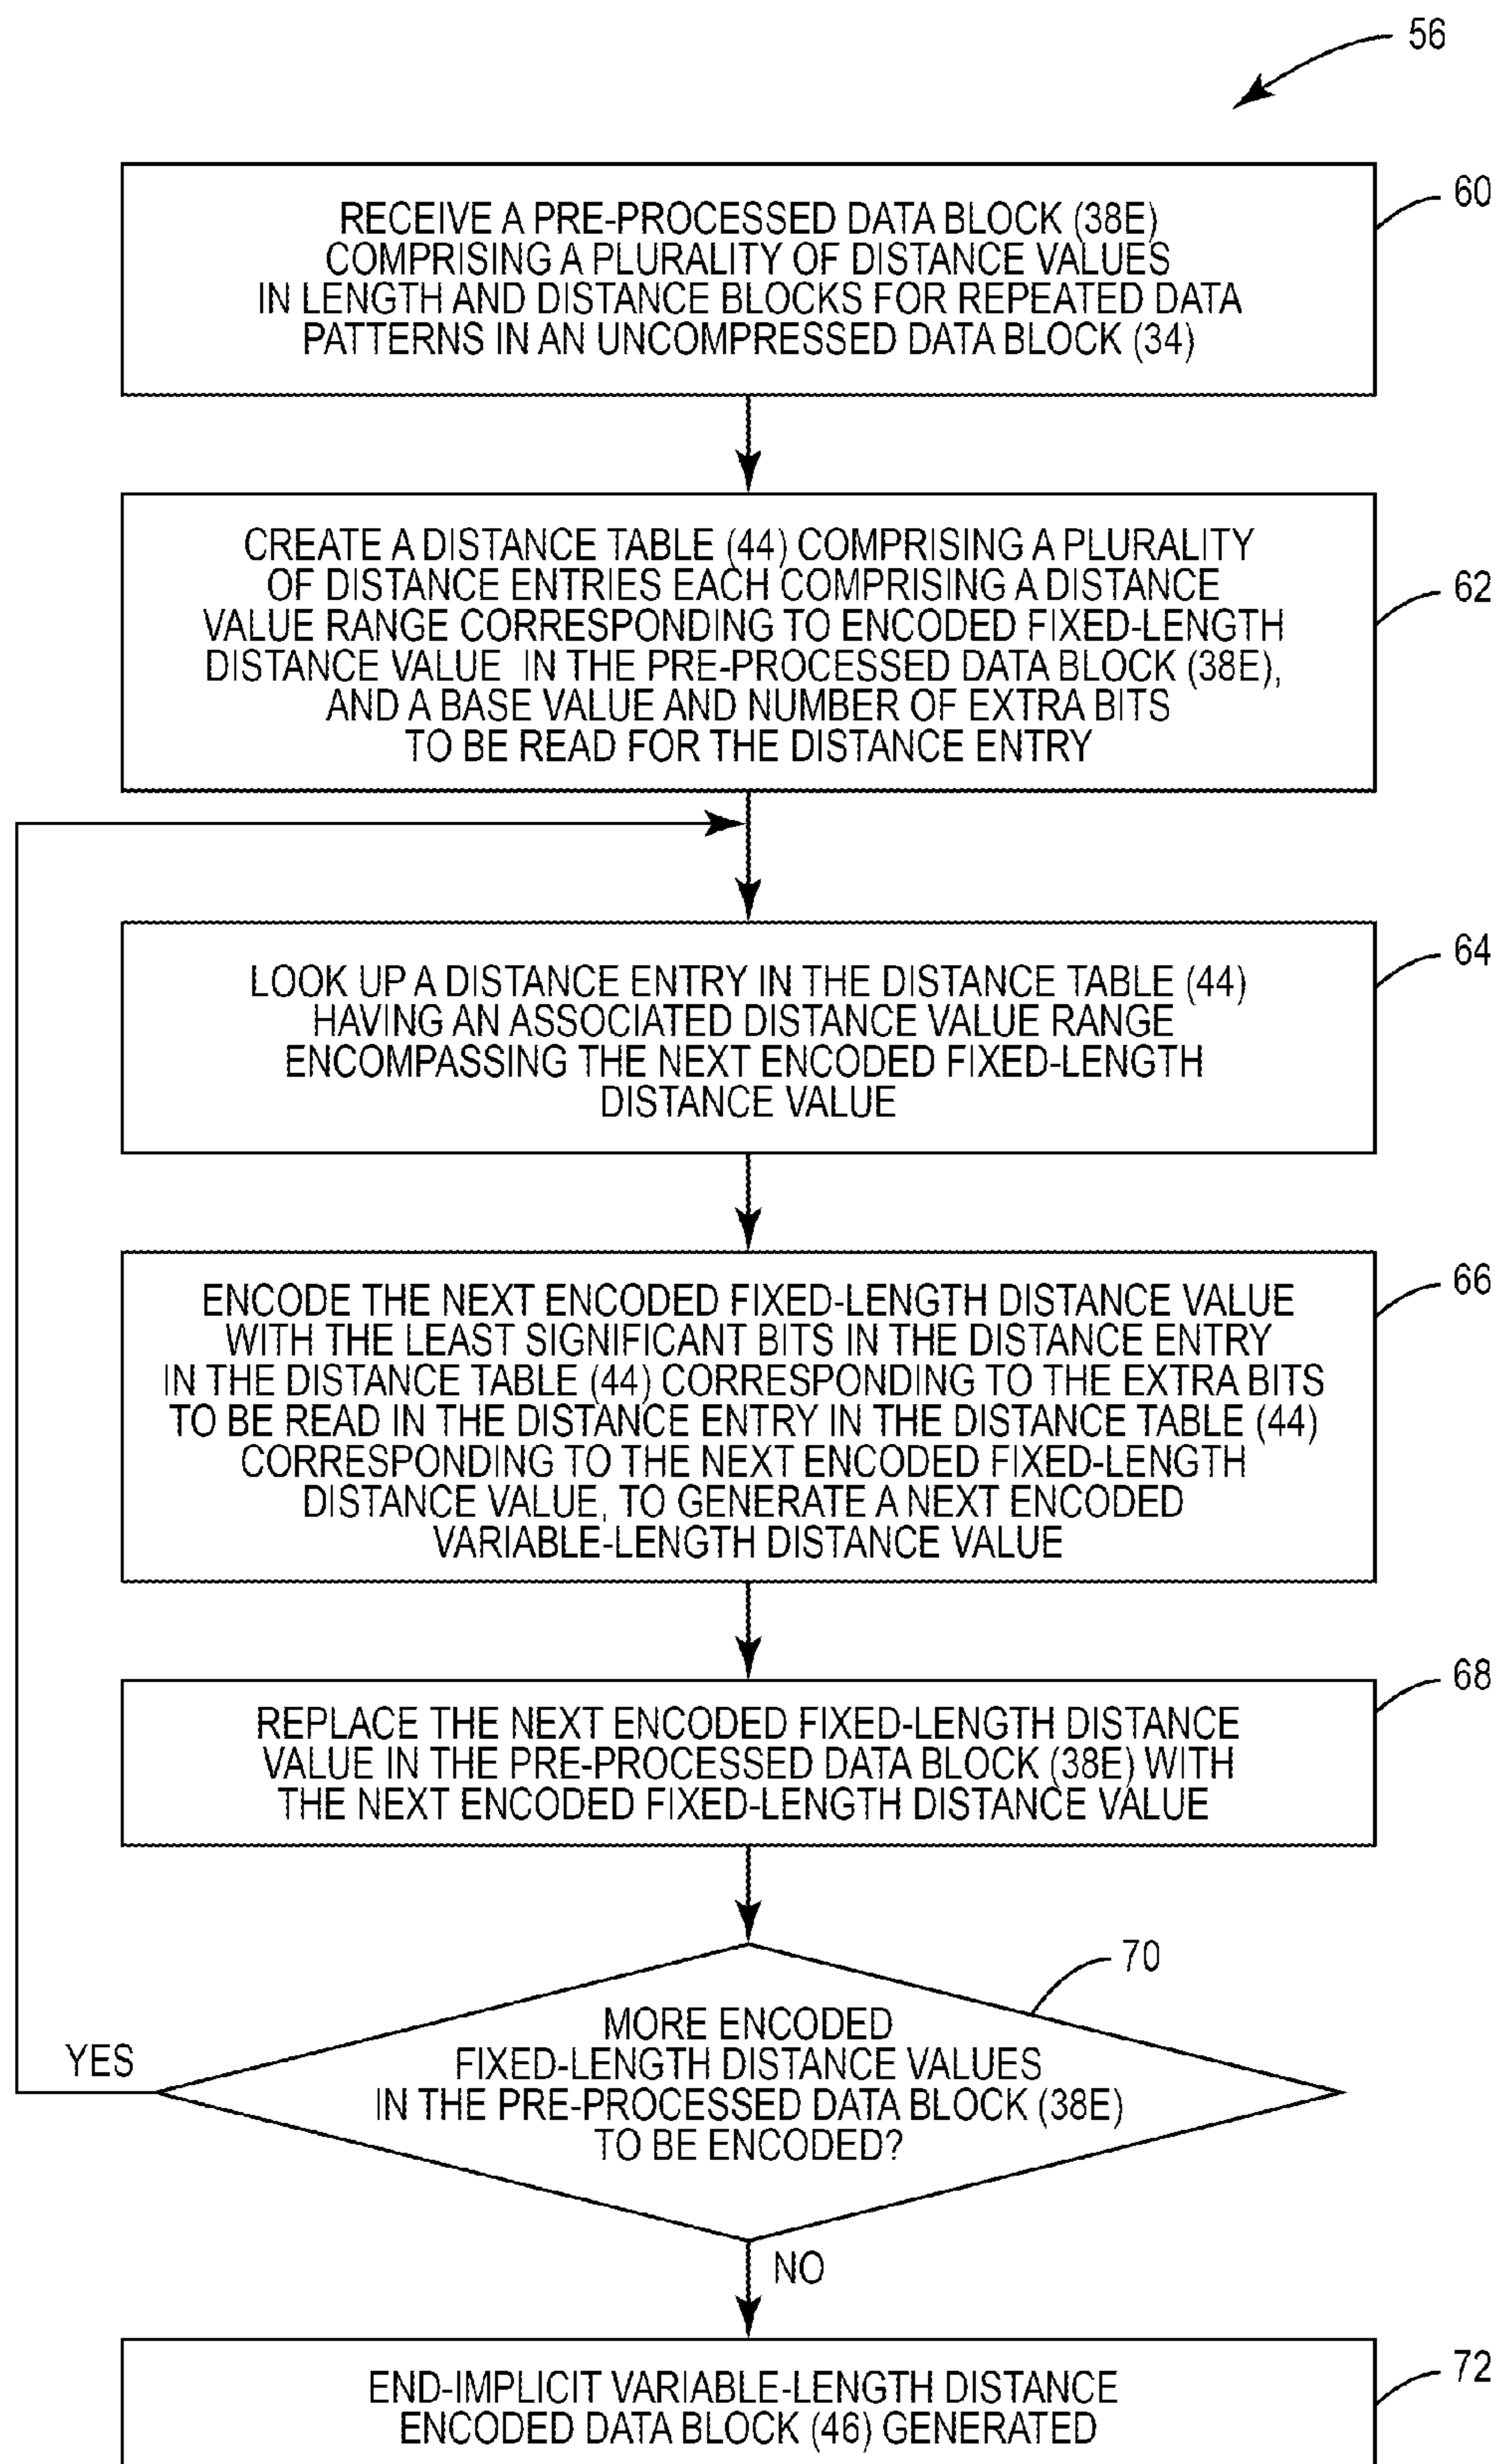 56
60
RECEIVE A PRE-PROCESSED DATA BLOCK (38E)
COMPRISING A PLURALITY OF DISTANCE VALUES
IN LENGTH AND DISTANCE BLOCKS FOR REPEATED DATA
PATTERNS IN AN UNCOMPRESSED DATA BLOCK (34)
62
CREATE A DISTANCE TABLE (44) COMPRISING A PLURALITY
OF DISTANCE ENTRIES EACH COMPRISING A DISTANCE
VALUE RANGE CORRESPONDING TO ENCODED FIXED-LENGTH
DISTANCE VALUE IN THE PRE-PROCESSED DATA BLOCK (38E),
AND A BASE VALUE AND NUMBER OF EXTRA BITS
TO BE READ FOR THE DISTANCE ENTRY
64
LOOK UP A DISTANCE ENTRY IN THE DISTANCE TABLE (44)
HAVING AN ASSOCIATED DISTANCE VALUE RANGE
ENCOMPASSING THE NEXT ENCODED FIXED-LENGTH
DISTANCE VALUE
66
ENCODE THE NEXT ENCODED FIXED-LENGTH DISTANCE VALUE
WITH THE LEAST SIGNIFICANT BITS IN THE DISTANCE ENTRY
IN THE DISTANCE TABLE (44) CORRESPONDING TO THE EXTRA BITS
TO BE READ IN THE DISTANCE ENTRY IN THE DISTANCE TABLE (44)
CORRESPONDING TO THE NEXT ENCODED FIXED-LENGTH
DISTANCE VALUE, TO GENERATE A NEXT ENCODED
VARIABLE-LENGTH DISTANCE VALUE
68
REPLACE THE NEXT ENCODED FIXED-LENGTH DISTANCE
VALUE IN THE PRE-PROCESSED DATA BLOCK (38E) WITH
THE NEXT ENCODED FIXED-LENGTH DISTANCE VALUE
70
MORE ENCODED
FIXED-LENGTH DISTANCE VALUES
IN THE PRE-PROCESSED DATA BLOCK (38E)
TO BE ENCODED?
YES
NO
72
END-IMPLICIT VARIABLE-LENGTH DISTANCE
ENCODED DATA BLOCK (46) GENERATED